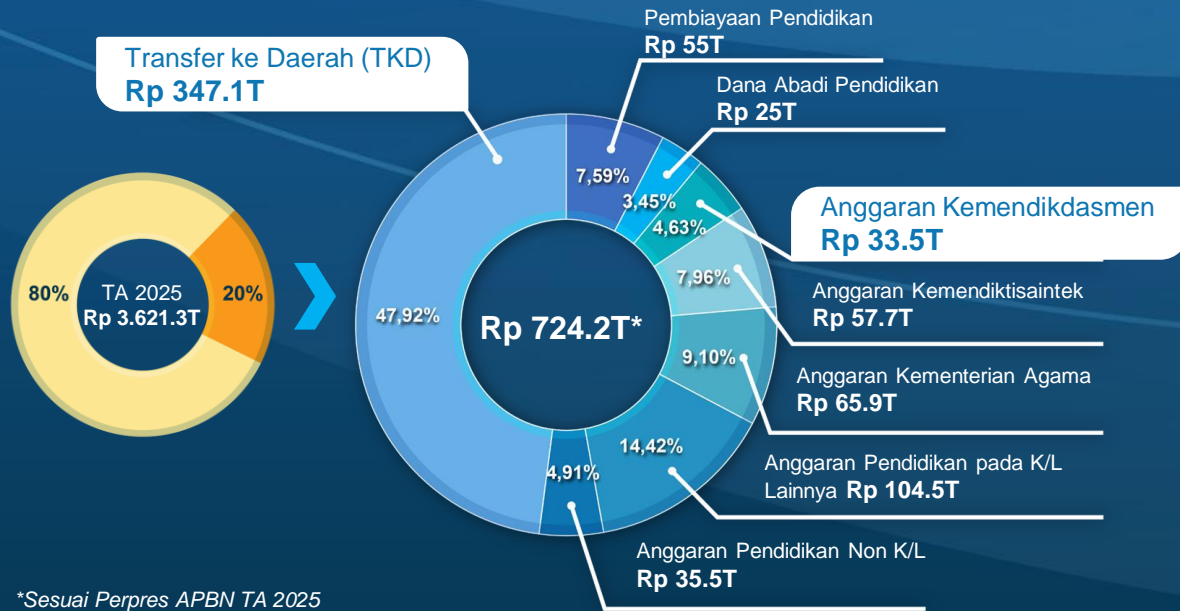 Pembiayaan Pendidikan
Rp 55T
Transfer ke Daerah (TKD)
Rp 347.1T
Dana Abadi Pendidikan
Rp 25T
7,59%
3,45%
4,63%
Anggaran Kemendikdasmen
Rp 33.5T
80%
TA 2025
Rp 3.621.3T
20%
47,92%
Rp 724.2T*
7,96%
Anggaran Kemendiktisaintek
Rp 57.7T
9,10%
Anggaran Kementerian Agama
Rp 65.9T
14,42%
4,91%
Anggaran Pendidikan pada K/L
Lainnya Rp 104.5T
Anggaran Pendidikan Non K/L
Rp 35.5T
*Sesuai Perpres APBN TA 2025